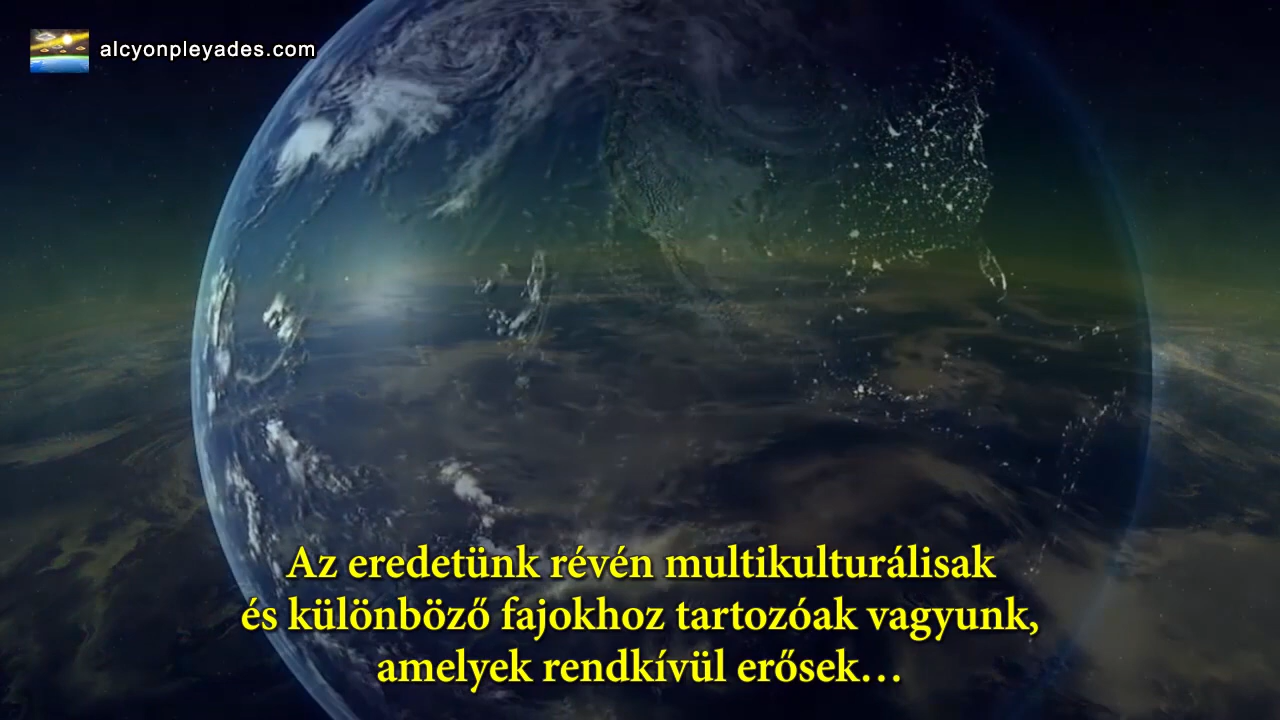 alcyonpleyades.com
Az eredetünk révén multikulturálisak
és különböző fajokhoz tartozóak vagyunk,
amelyek rendkívül erősek…